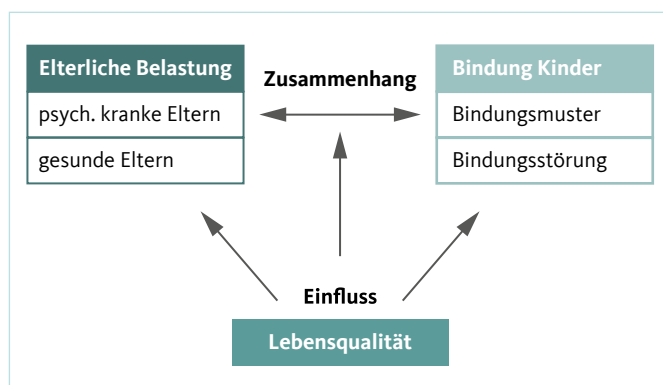 Elterliche Belastung
psych. kranke Eltern
gesunde Eltern
Zusammenhang
Bindung Kinder
Bindungsmuster
Bindungsstörung
Einfluss
Lebensqualität